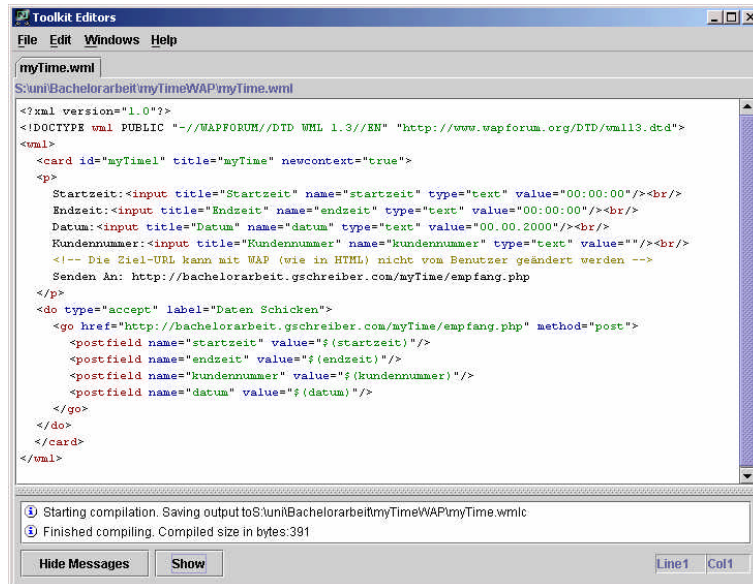 Toolkit Editors
File Edit Windows Help
myTime.wml
S:\uni\Bachelorarbeit\myTimeWAP\myTime.wml
<?xml version="1.0"?>
<!DOCTYPE wml PUBLIC "-//WAPFORUM//DTD WML 1.3//EN" "http://www.wapforum.org/DTD/wml13.dtd">
<wml>
<card id="myTime1" title="myTime" newcontext="true">
<p>
Startzeit:<input title="Startzeit" name="startzeit" type="text" value="00:00:00"/><br/>
Endzeit:<input title="Endzeit" name="endzeit" type="text" value="00:00:00"/><br/>
Datum:<input title="Datum" name="datum" type="text" value="00.00.2000"/><br/>
Kundennummer:<input title="Kundennummer" name="kundennummer" type="text" value=""/><br/>
<!-- Die Ziel-URL kann mit WAP (wie in HTML) nicht vom Benutzer geändert werden -->
Senden An: http://bachelorarbeit.gschreiber.com/myTime/empfang.php
</p>
<do type="accept" label="Daten Schicken">
<go href="http://bachelorarbeit.gschreiber.com/myTime/empfang.php" method="post">
<postfield name="startzeit" value="$(startzeit)"/>
<postfield name="endzeit" value="$(endzeit)"/>
<postfield name="kundennummer" value="$(kundennummer)"/>
<postfield name="datum" value="$(datum)"/>
</go>
</do>
</card>
</wml>
Starting compilation. Saving output toS:\uni\Bachelorarbeit\myTimeWAP\myTime.wmlc
Finished compiling. Compiled size in bytes:391
Hide Messages Show Line1 Col1